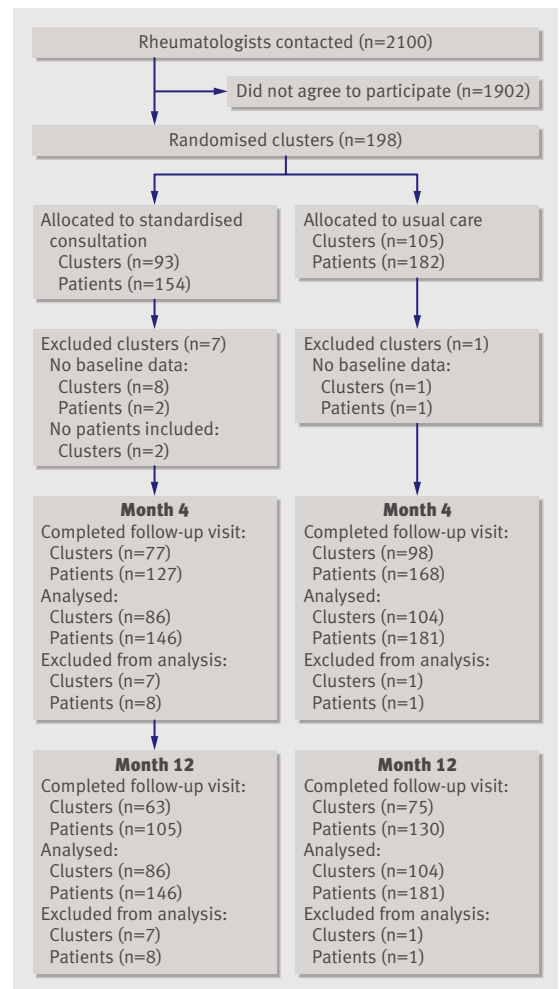 Rheumatologists contacted (n=2100)
Did not agree to participate (n=1902)
Randomised clusters (n=198)
Allocated to standardised
consultation
Clusters (n=93)
Patients (n=154)
Allocated to usual care
Clusters (n=105)
Patients (n=182)
Excluded clusters (n=7)
No baseline data:
Clusters (n=8)
Patients (n=2)
No patients included:
Clusters (n=2)
Excluded clusters (n=1)
No baseline data:
Clusters (n=1)
Patients (n=1)
Month 4
Completed follow-up visit:
Clusters (n=77)
Patients (n=127)
Analysed:
Clusters (n=86)
Patients (n=146)
Excluded from analysis:
Clusters (n=7)
Patients (n=8)
Month 4
Completed follow-up visit:
Clusters (n=98)
Patients (n=168)
Analysed:
Clusters (n=104)
Patients (n=181)
Excluded from analysis:
Clusters (n=1)
Patients (n=1)
Month 12
Completed follow-up visit:
Clusters (n=63)
Patients (n=105)
Analysed:
Clusters (n=86)
Patients (n=146)
Excluded from analysis:
Clusters (n=7)
Patients (n=8)
Month 12
Completed follow-up visit:
Clusters (n=75)
Patients (n=130)
Analysed:
Clusters (n=104)
Patients (n=181)
Excluded from analysis:
Clusters (n=1)
Patients (n=1)